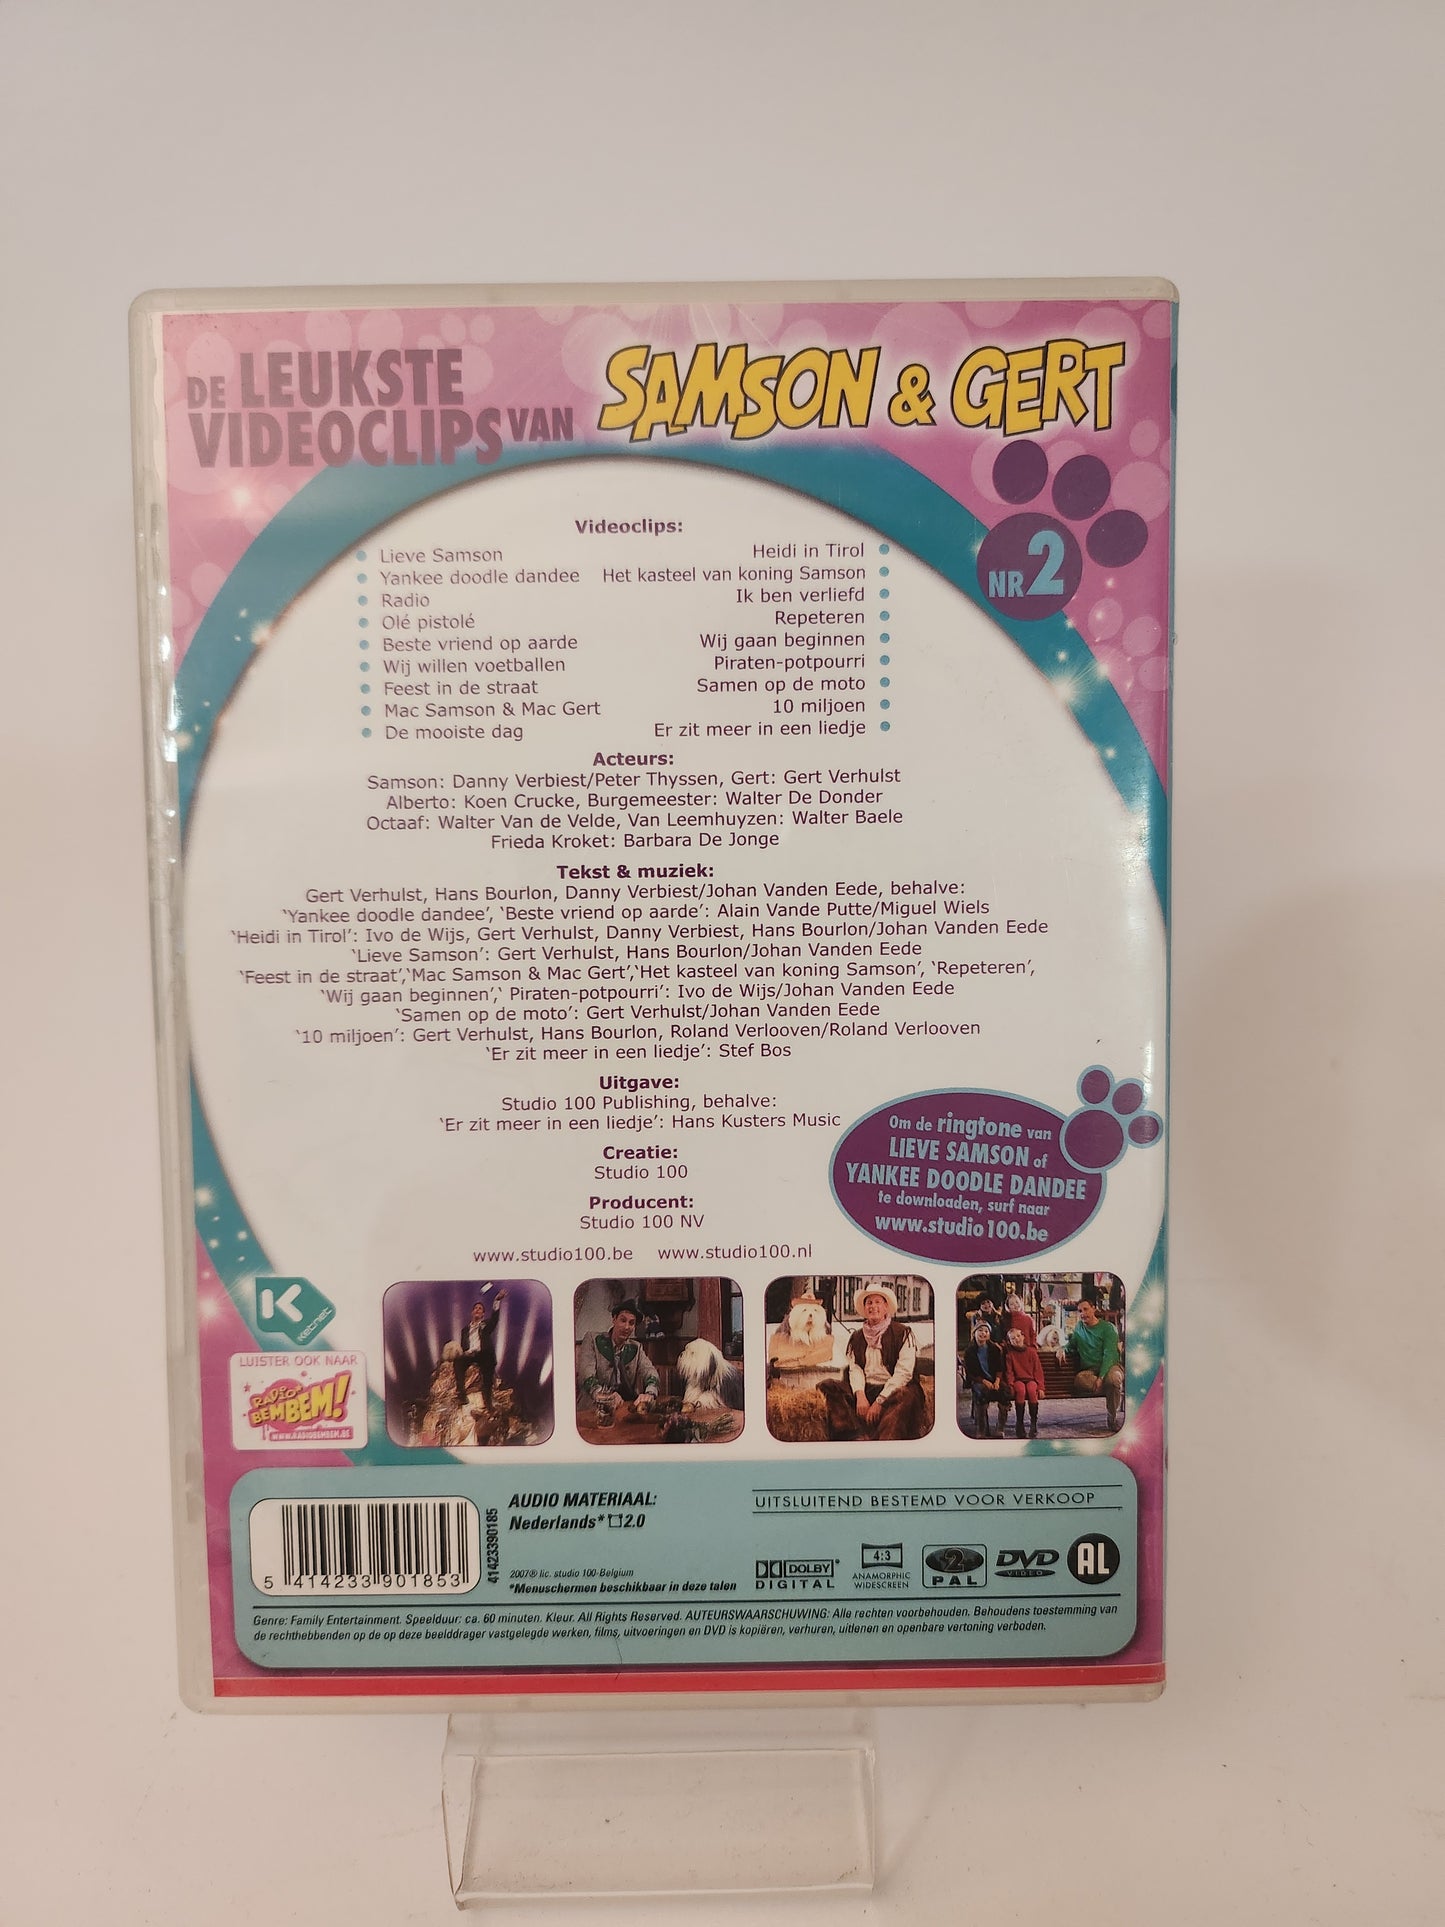 DE LEUKSTE
VIDEOCLIPS VAN
SAMSON & GERT
NR 2
Videoclips:
Lieve Samson
Yankee doodle dandee
Radio
Olé pistolé
Beste vriend op aarde
Wij willen voetballen
Feest in de straat
Mac Samson & Mac Gert
De mooiste dag
Heidi in Tirol
Het kasteel van koning Samson
Ik ben verliefd
Repeteren
Wij gaan beginnen
Piraten-potpourri
Samen op de moto
10 miljoen
Er zit meer in een liedje
Acteurs:
Samson: Danny Verbiest/Peter Thyssen, Gert: Gert Verhulst
Alberto: Koen Crucke, Burgemeester: Walter De Donder
Octaaf: Walter Van de Velde, Van Leemhuyzen: Walter Baele
Frieda Kroket: Barbara De Jonge
Tekst & muziek:
Gert Verhulst, Hans Bourlon, Danny Verbiest/Johan Vanden Eede, behalve:
‘Yankee doodle dandee’, ‘Beste vriend op aarde’: Alain Vande Putte/Miguel Wiels
‘Heidi in Tirol’: Ivo de Wijs, Gert Verhulst, Danny Verbiest, Hans Bourlon/Johan Vanden Eede
‘Lieve Samson’: Gert Verhulst, Hans Bourlon/Johan Vanden Eede
‘Feest in de straat’,‘Mac Samson & Mac Gert’,‘Het kasteel van koning Samson’, ‘Repeteren’,
‘Wij gaan beginnen’,‘ Piraten-potpourri’: Ivo de Wijs/Johan Vanden Eede
‘Samen op de moto’: Gert Verhulst/Johan Vanden Eede
‘10 miljoen’: Gert Verhulst, Hans Bourlon, Roland Verlooven/Roland Verlooven
‘Er zit meer in een liedje’: Stef Bos
Uitgave:
Studio 100 Publishing, behalve:
‘Er zit meer in een liedje’: Hans Kusters Music
Creatie:
Studio 100
Producent:
Studio 100 NV
www.studio100.be www.studio100.nl
Om de ringtone van
LIEVE SAMSON of
YANKEE DOODLE DANDEE
te downloaden, surf naar
www.studio100.be
K
Ketnet
LUISTER OOK NAAR
RADIO
BEMBEM!
WWW.RADIOBEMBEM.BE
5 414233 901853
41423390185
AUDIO MATERIAAL:
Nederlands* 2.0
2007® lic. studio 100-Belgium
*Menuschermen beschikbaar in deze talen
UITSLUITEND BESTEMD VOOR VERKOOP
DOLBY
DIGITAL
4:3
ANAMORPHIC
WIDESCREEN
2
PAL
DVD
VIDEO
AL
Genre: Family Entertainment. Speelduur: ca. 60 minuten. Kleur. All Rights Reserved. AUTEURSWAARSCHUWING: Alle rechten voorbehouden. Behoudens toestemming van
de rechthebbenden op de op deze beelddrager vastgelegde werken, films, uitvoeringen en DVD is kopiëren, verhuren, uitlenen en openbare vertoning verboden.